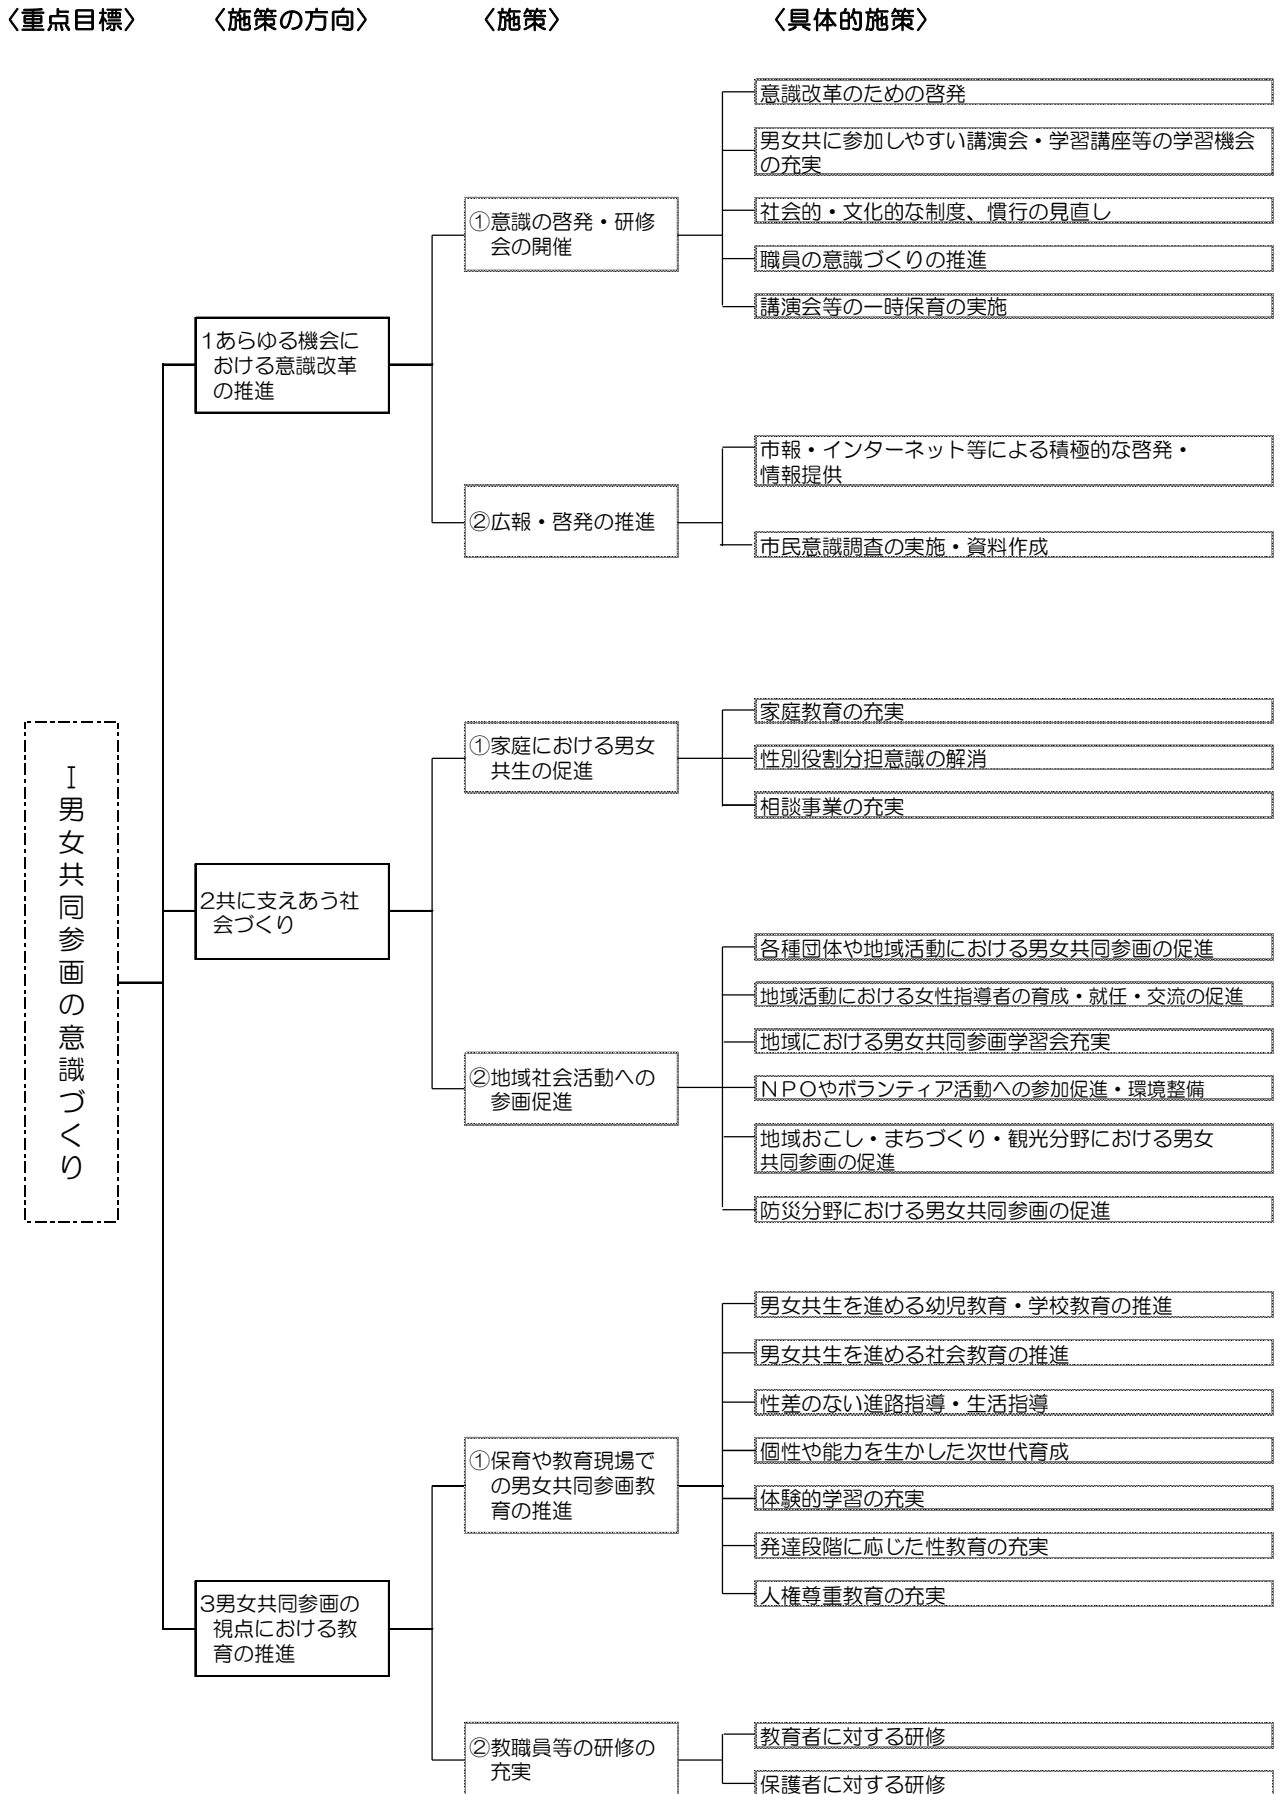 〈重点目標〉 〈施策の方向〉 〈施策〉 〈具体的施策〉
Ⅰ男女共同参画の意識づくり
1あらゆる機会に
おける意識改革
の推進
①意識の啓発・研修
会の開催
意識改革のための啓発
男女共に参加しやすい講演会・学習講座等の学習機会
の充実
社会的・文化的な制度、慣行の見直し
職員の意識づくりの推進
講演会等の一時保育の実施
②広報・啓発の推進
市報・インターネット等による積極的な啓発・
情報提供
市民意識調査の実施・資料作成
2共に支えあう社
会づくり
①家庭における男女
共生の促進
家庭教育の充実
性別役割分担意識の解消
相談事業の充実
②地域社会活動への
参画促進
各種団体や地域活動における男女共同参画の促進
地域活動における女性指導者の育成・就任・交流の促進
地域における男女共同参画学習会充実
ＮＰＯやボランティア活動への参加促進・環境整備
地域おこし・まちづくり・観光分野における男女
共同参画の促進
防災分野における男女共同参画の促進
3男女共同参画の
視点における教
育の推進
①保育や教育現場で
の男女共同参画教
育の推進
男女共生を進める幼児教育・学校教育の推進
男女共生を進める社会教育の推進
性差のない進路指導・生活指導
個性や能力を生かした次世代育成
体験的学習の充実
発達段階に応じた性教育の充実
人権尊重教育の充実
②教職員等の研修の
充実
教育者に対する研修
保護者に対する研修